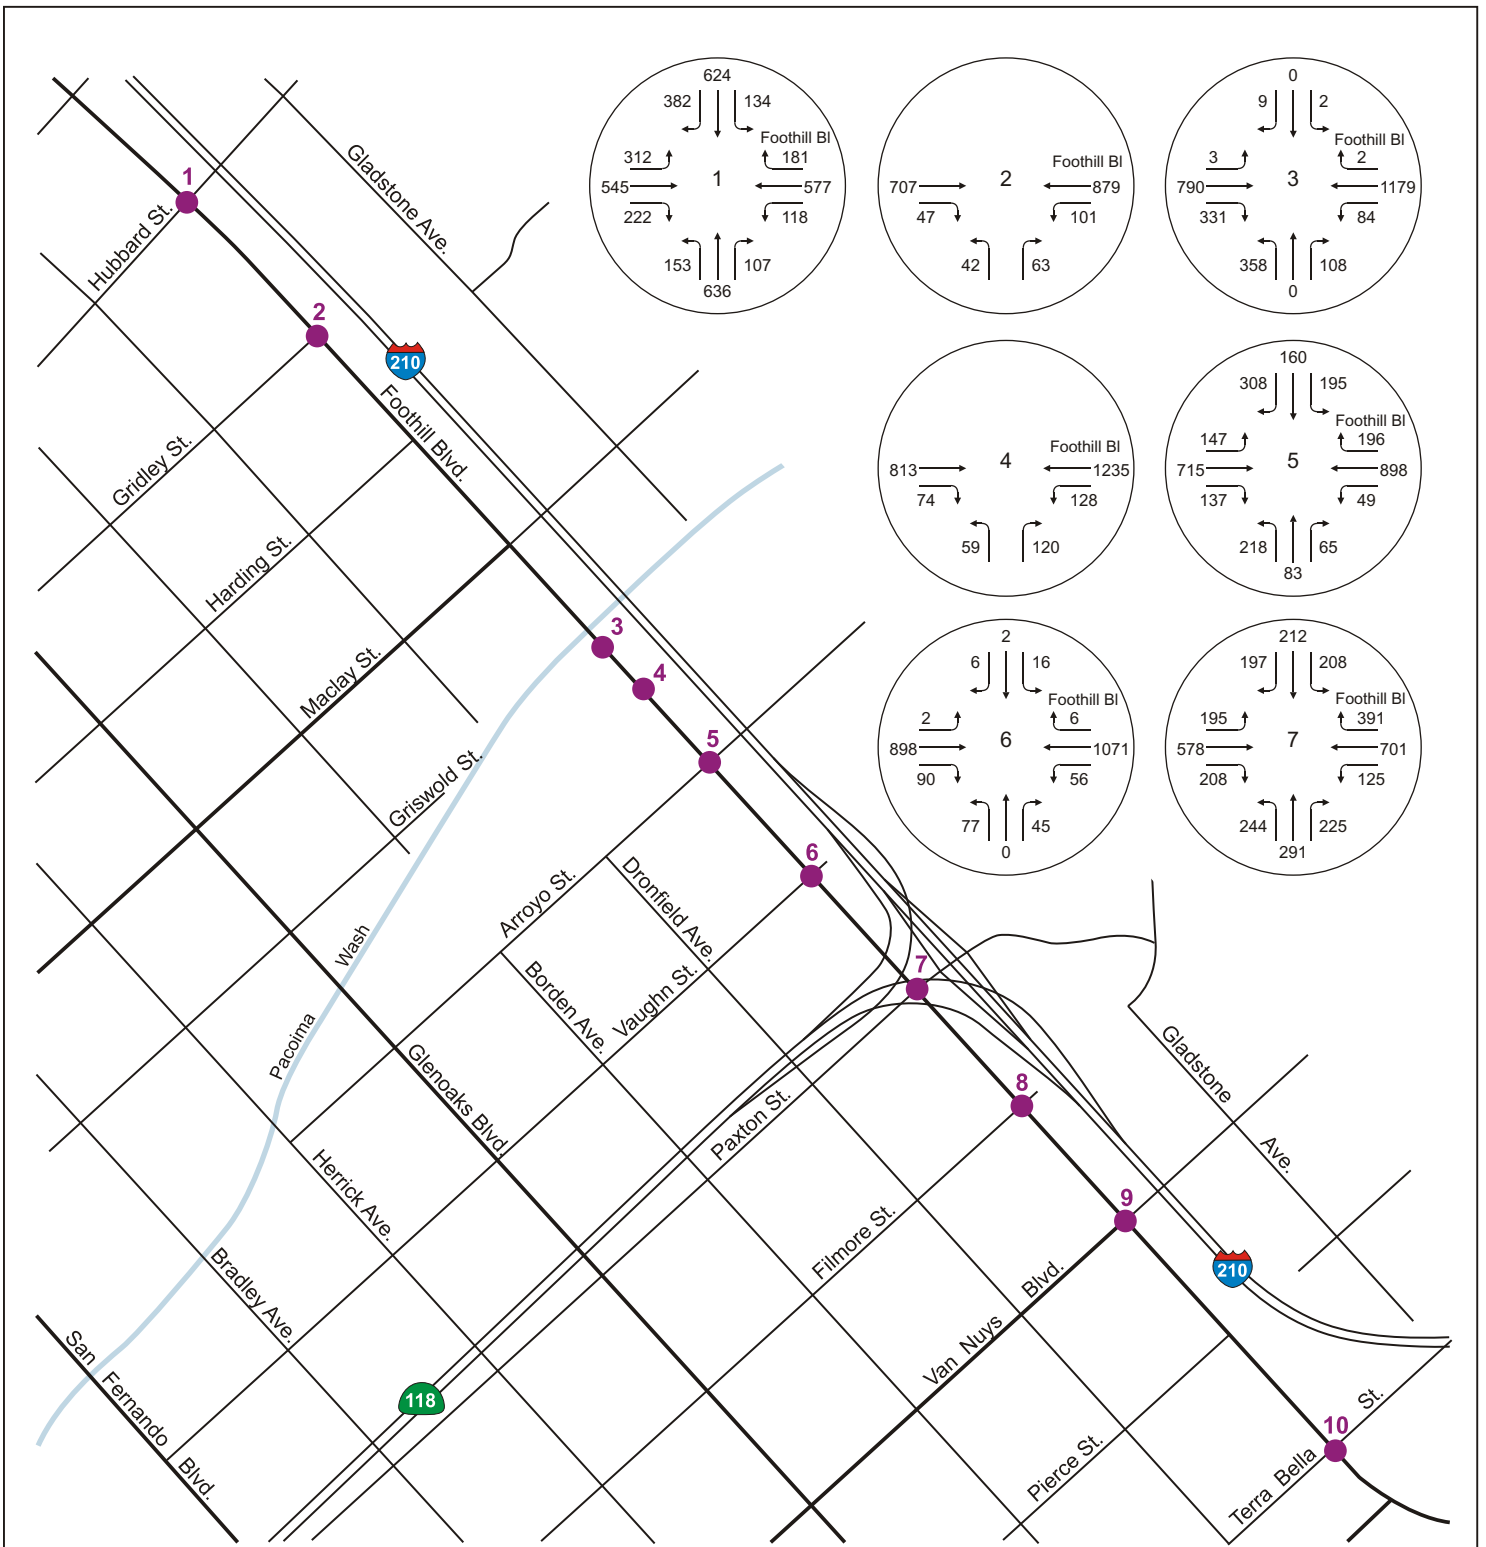 624
382
134
Foothill Bl
312
181
545
1
577
222
118
153
107
636
Foothill Bl
707
2
879
47
101
42
63
0
9
2
Foothill Bl
3
2
790
3
1179
331
84
358
108
0
Foothill Bl
813
4
1235
74
128
59
120
160
308
195
Foothill Bl
147
196
715
5
898
137
49
218
65
83
2
6
16
Foothill Bl
2
6
898
6
1071
90
56
77
45
0
212
197
208
Foothill Bl
195
391
578
7
701
208
125
244
225
291
1
Hubbard St.
Gladstone Ave.
2
210
Foothill Blvd.
Gridley St.
Harding St.
Maclay St.
3
4
5
Griswold St.
6
Arroyo St.
Dronfield Ave.
Wash
Borden Ave.
Vaughn St.
7
Pacoima
Glenoaks Blvd.
Paxton St.
8
Gladstone
Ave.
Herrick Ave.
Bradley Ave.
9
Filmore St.
210
Van Nuys Blvd.
San Fernando Blvd.
118
10
Pierce St.
Terra Bella St.